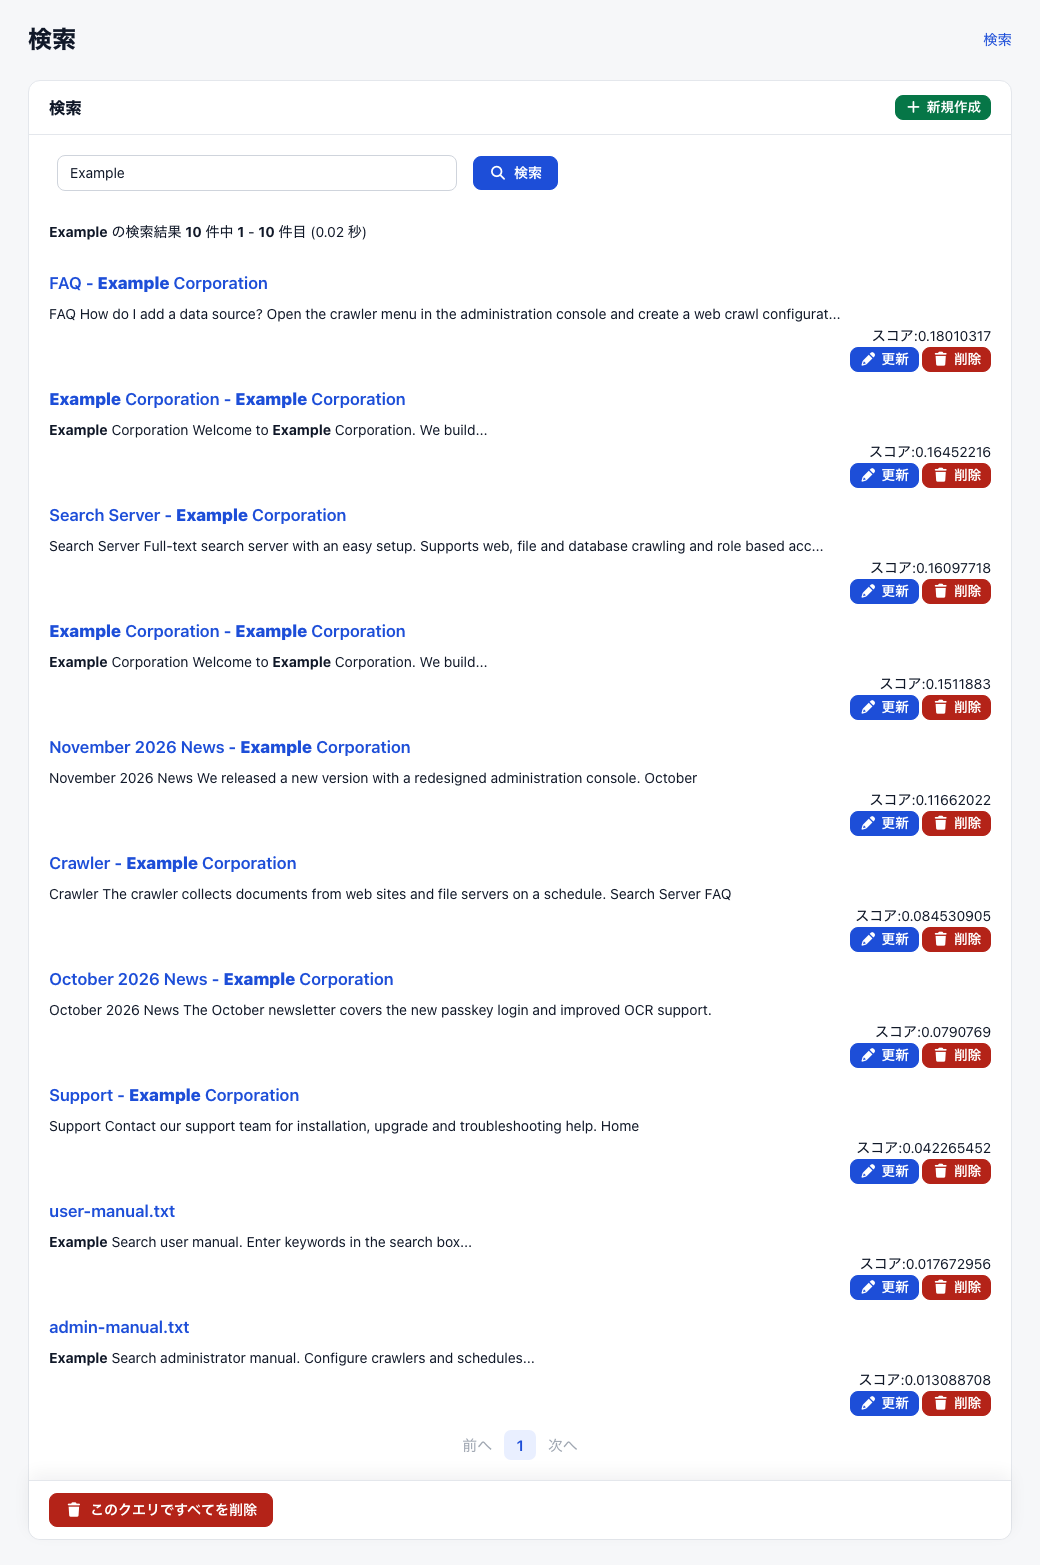 検索
検索
検索
新規作成
Example
検索
Example の検索結果 10 件中 1 - 10 件目 (0.02 秒)
FAQ - Example Corporation
FAQ How do I add a data source? Open the crawler menu in the administration console and create a web crawl configurat...
スコア:0.18010317
更新 削除
Example Corporation - Example Corporation
Example Corporation Welcome to Example Corporation. We build...
スコア:0.16452216
更新 削除
Search Server - Example Corporation
Search Server Full-text search server with an easy setup. Supports web, file and database crawling and role based acc...
スコア:0.16097718
更新 削除
Example Corporation - Example Corporation
Example Corporation Welcome to Example Corporation. We build...
スコア:0.1511883
更新 削除
November 2026 News - Example Corporation
November 2026 News We released a new version with a redesigned administration console. October
スコア:0.11662022
更新 削除
Crawler - Example Corporation
Crawler The crawler collects documents from web sites and file servers on a schedule. Search Server FAQ
スコア:0.084530905
更新 削除
October 2026 News - Example Corporation
October 2026 News The October newsletter covers the new passkey login and improved OCR support.
スコア:0.0790769
更新 削除
Support - Example Corporation
Support Contact our support team for installation, upgrade and troubleshooting help. Home
スコア:0.042265452
更新 削除
user-manual.txt
Example Search user manual. Enter keywords in the search box...
スコア:0.017672956
更新 削除
admin-manual.txt
Example Search administrator manual. Configure crawlers and schedules...
スコア:0.013088708
更新 削除
前へ 1 次へ
このクエリですべてを削除